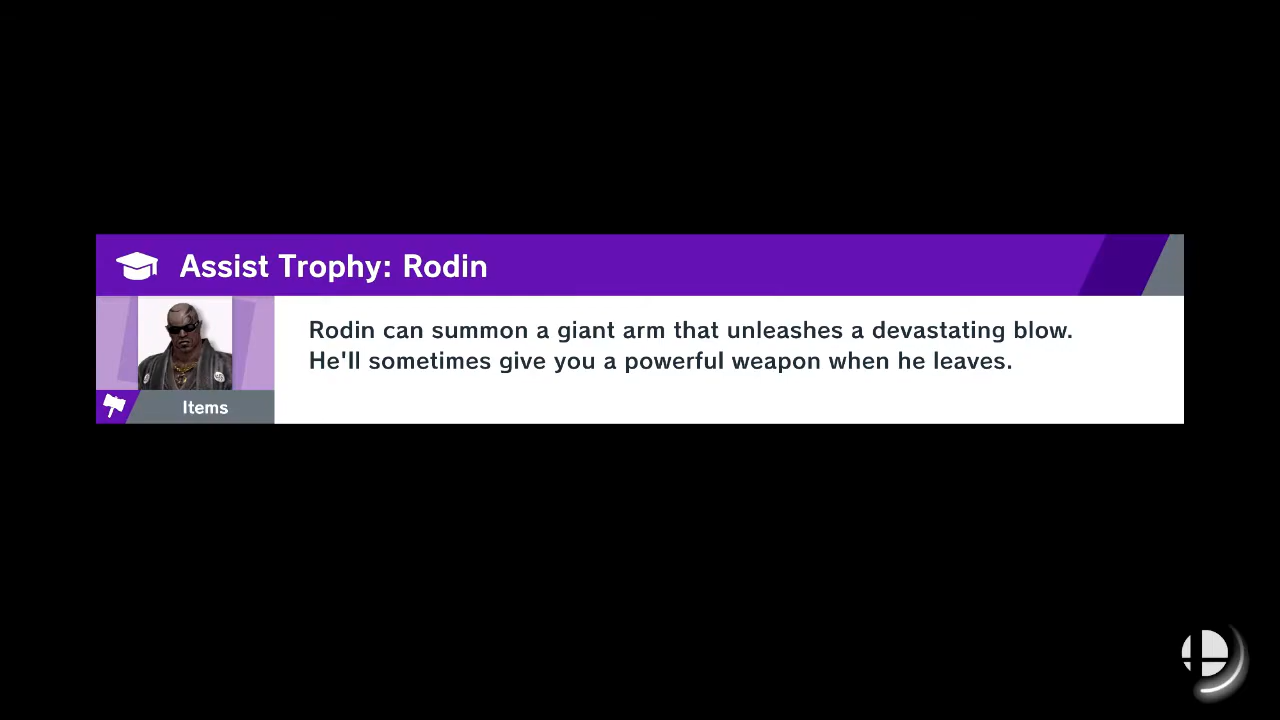 Assist Trophy: Rodin
Rodin can summon a giant arm that unleashes a devastating blow.
He'll sometimes give you a powerful weapon when he leaves.
Items